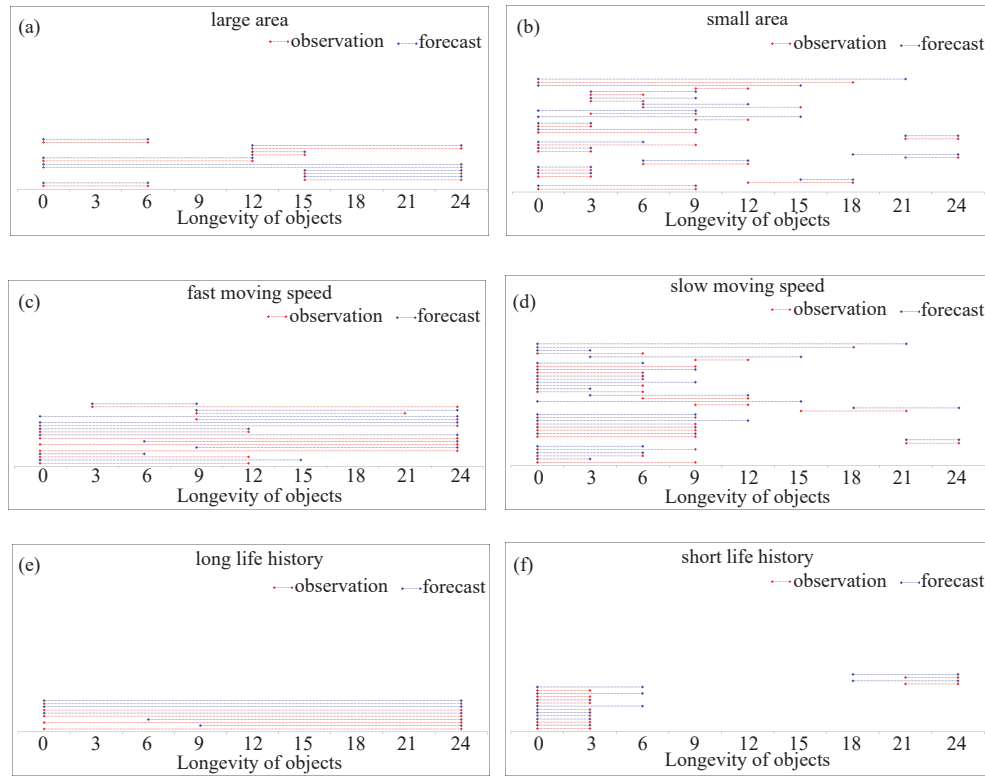 (a)
large area
observation
forecast
0 3 6 9 12 15 18 21 24
Longevity of objects
(b)
small area
observation
forecast
0 3 6 9 12 15 18 21 24
Longevity of objects
(c)
fast moving speed
observation
forecast
0 3 6 9 12 15 18 21 24
Longevity of objects
(d)
slow moving speed
observation
forecast
0 3 6 9 12 15 18 21 24
Longevity of objects
(e)
long life history
observation
forecast
0 3 6 9 12 15 18 21 24
Longevity of objects
(f)
short life history
observation
forecast
0 3 6 9 12 15 18 21 24
Longevity of objects